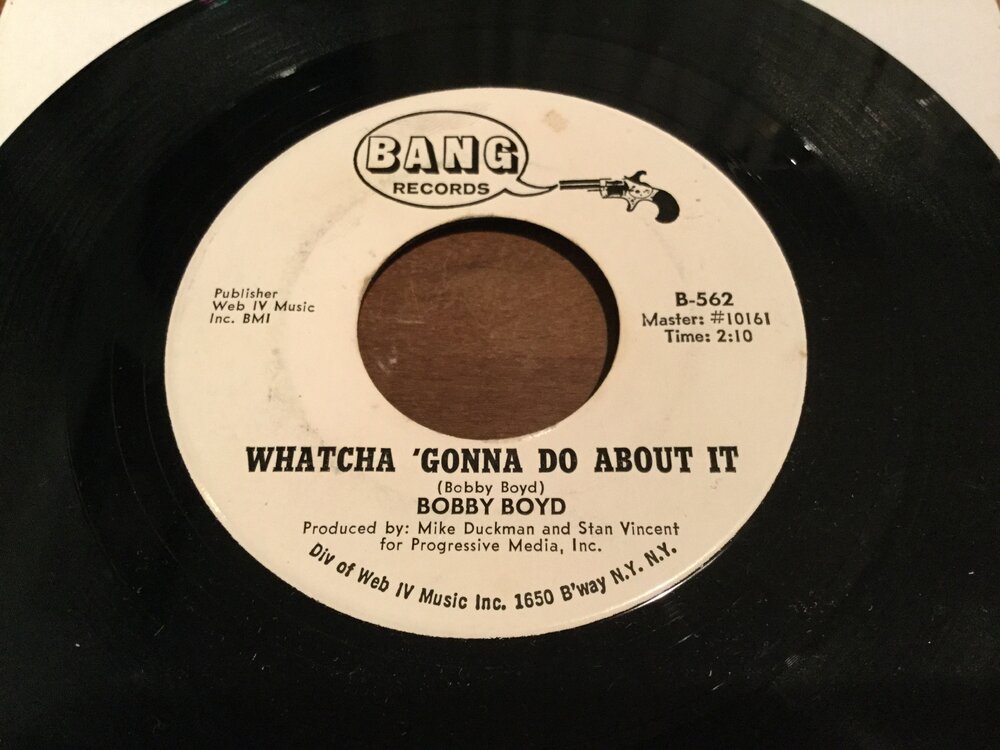 BANG
RECORDS
Publisher
Web IV Music
Inc. BMI
B-562
Master: #10161
Time: 2:10
WHATCHA 'GONNA DO ABOUT IT
(Bobby Boyd)
BOBBY BOYD
Produced by: Mike Duckman and Stan Vincent
for Progressive Media, Inc.
Div of Web IV Music Inc. 1650 B'way N.Y. N.Y.